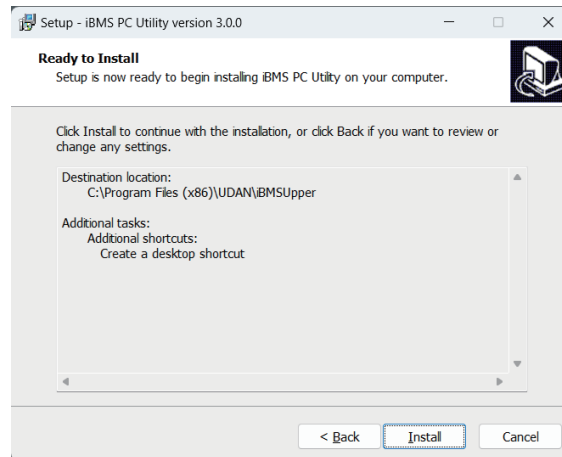 Setup - iBMS PC Utility version 3.0.0
Ready to Install
Setup is now ready to begin installing iBMS PC Utility on your computer.
Click Install to continue with the installation, or click Back if you want to review or
change any settings.
Destination location:
C:\Program Files (x86)\UDAN\iBMSUpper
Additional tasks:
Additional shortcuts:
Create a desktop shortcut
< Back
Install
Cancel